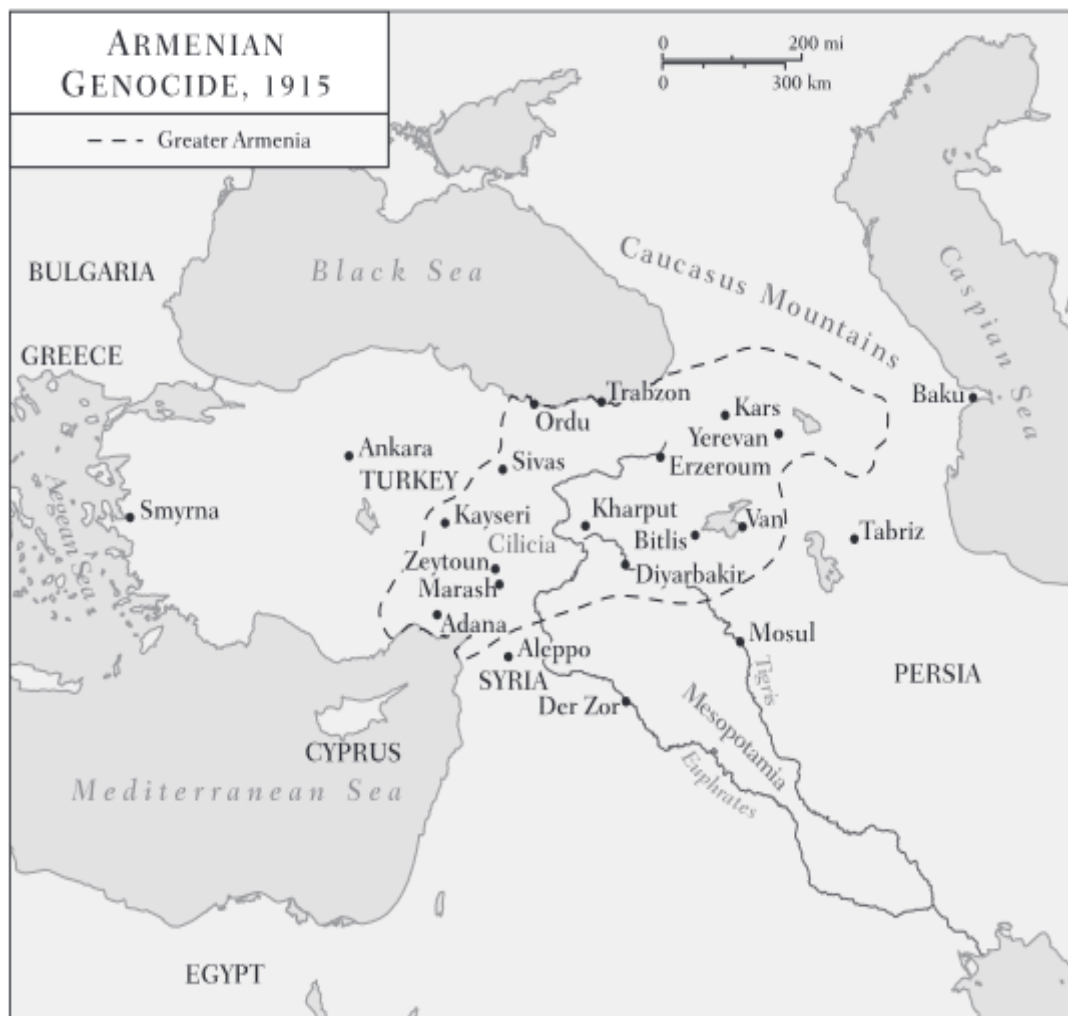 ARMENIAN
GENOCIDE, 1915
Greater Armenia
0 200 mi
0 300 km
BULGARIA
Black Sea
Caucasus Mountains
Caspian Sea
GREECE
Baku
Trabzon
Ordu
Kars
Yerevan
Ankara
TURKEY
Sivas
Erzeroum
Aegean Sea
Smyrna
Kayseri
Cilicia
Kharput
Bitlis
Van
Tabriz
Zeytoun
Marash
Diyarbakir
Adana
Mosul
Aleppo
SYRIA
Tigris
PERSIA
Der Zor
Mesopotamia
CYPRUS
Euphrates
Mediterranean Sea
EGYPT